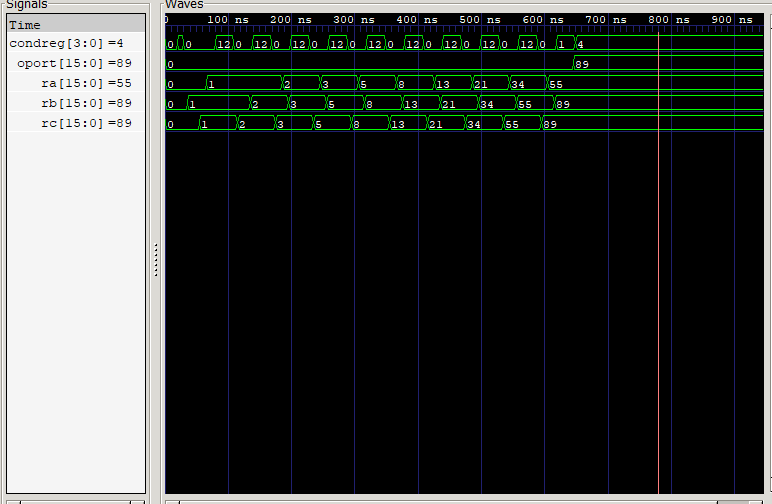 Signals
Waves
Time
0 100 ns 200 ns 300 ns 400 ns 500 ns 600 ns 700 ns 800 ns 900 ns
condreg[3:0] =4
0 0 12 0 12 0 12 0 12 0 12 0 12 0 12 0 12 0 12 0 1 4
oport[15:0] =89
0 89
ra[15:0] =55
0 1 2 3 5 8 13 21 34 55
rb[15:0] =89
0 1 2 3 5 8 13 21 34 55 89
rc[15:0] =89
0 1 2 3 5 8 13 21 34 55 89